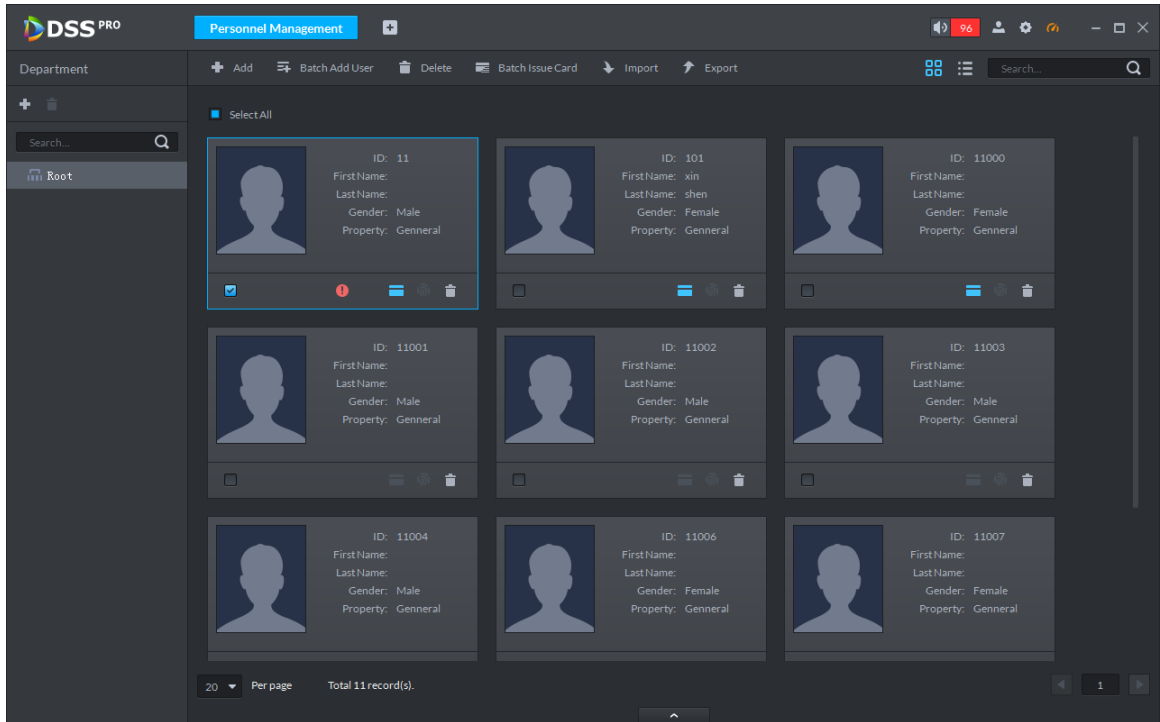 DSS PRO
Personnel Management
96
Department
Add
Batch Add User
Delete
Batch Issue Card
Import
Export
Search...
Search...
Root
Select All
ID: 11
First Name:
Last Name:
Gender: Male
Property: Genneral
ID: 101
First Name: xin
Last Name: shen
Gender: Female
Property: Genneral
ID: 11000
First Name:
Last Name:
Gender: Female
Property: Genneral
ID: 11001
First Name:
Last Name:
Gender: Male
Property: Genneral
ID: 11002
First Name:
Last Name:
Gender: Male
Property: Genneral
ID: 11003
First Name:
Last Name:
Gender: Male
Property: Genneral
ID: 11004
First Name:
Last Name:
Gender: Male
Property: Genneral
ID: 11006
First Name:
Last Name:
Gender: Female
Property: Genneral
ID: 11007
First Name:
Last Name:
Gender: Female
Property: Genneral
20 Per page Total 11 record(s).
1